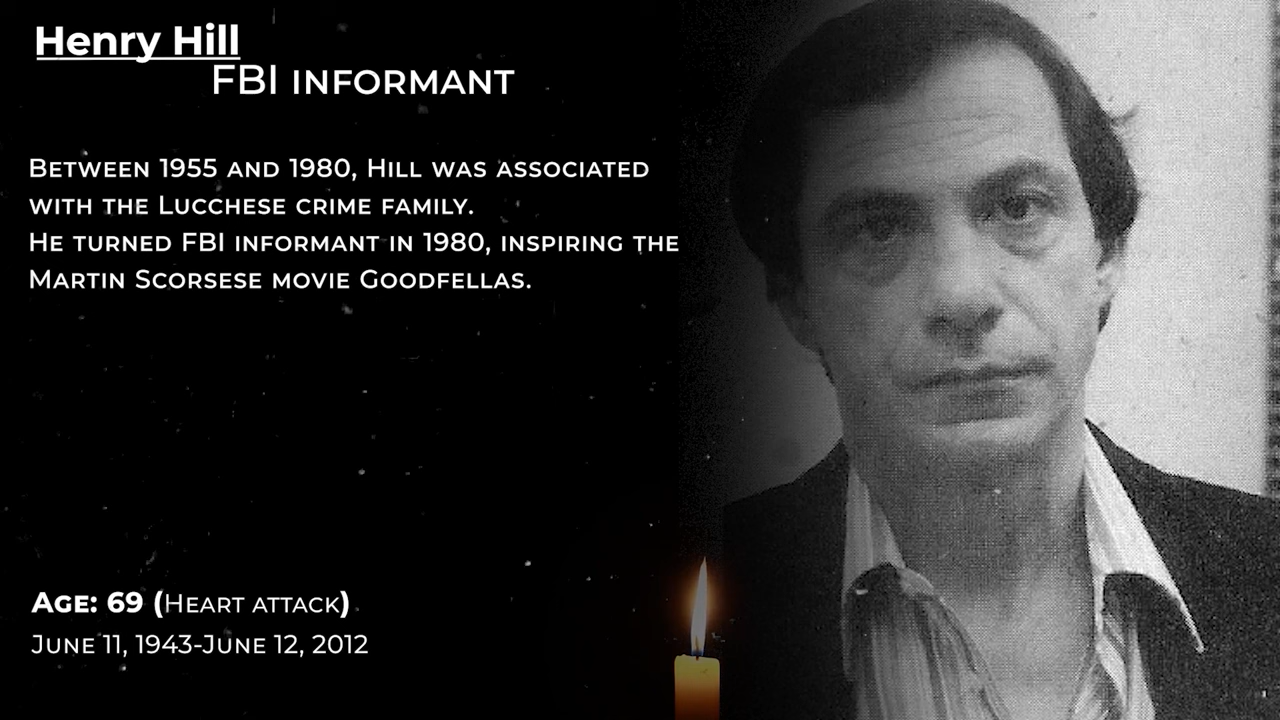 Henry Hill
FBI INFORMANT
BETWEEN 1955 AND 1980, HILL WAS ASSOCIATED
WITH THE LUCCHESE CRIME FAMILY.
HE TURNED FBI INFORMANT IN 1980, INSPIRING THE
MARTIN SCORSESE MOVIE GOODFELLAS.
AGE: 69 (HEART ATTACK)
JUNE 11, 1943-JUNE 12, 2012